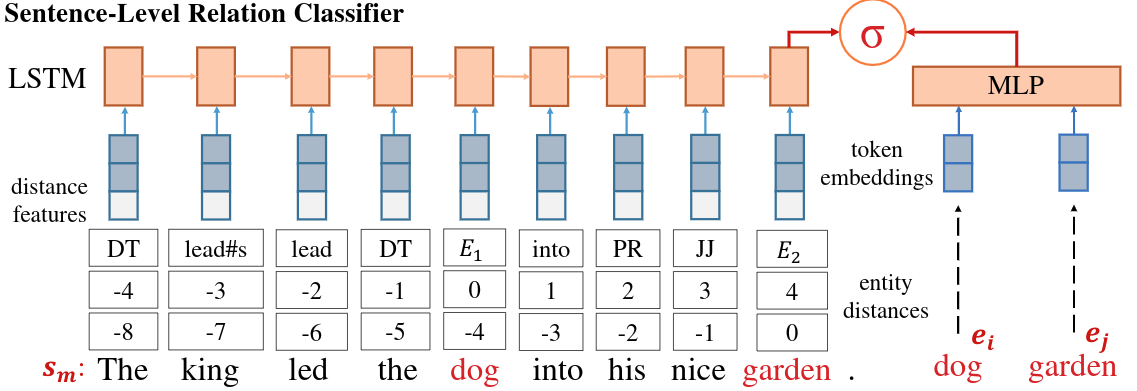 Sentence-Level Relation Classifier
σ
LSTM
MLP
token
embeddings
distance
features
DT lead#s lead DT E₁ into PR JJ E₂
-4 -3 -2 -1 0 1 2 3 4
entity
distances
-8 -7 -6 -5 -4 -3 -2 -1 0
eᵢ eⱼ
sₘ: The king led the dog into his nice garden .
dog garden